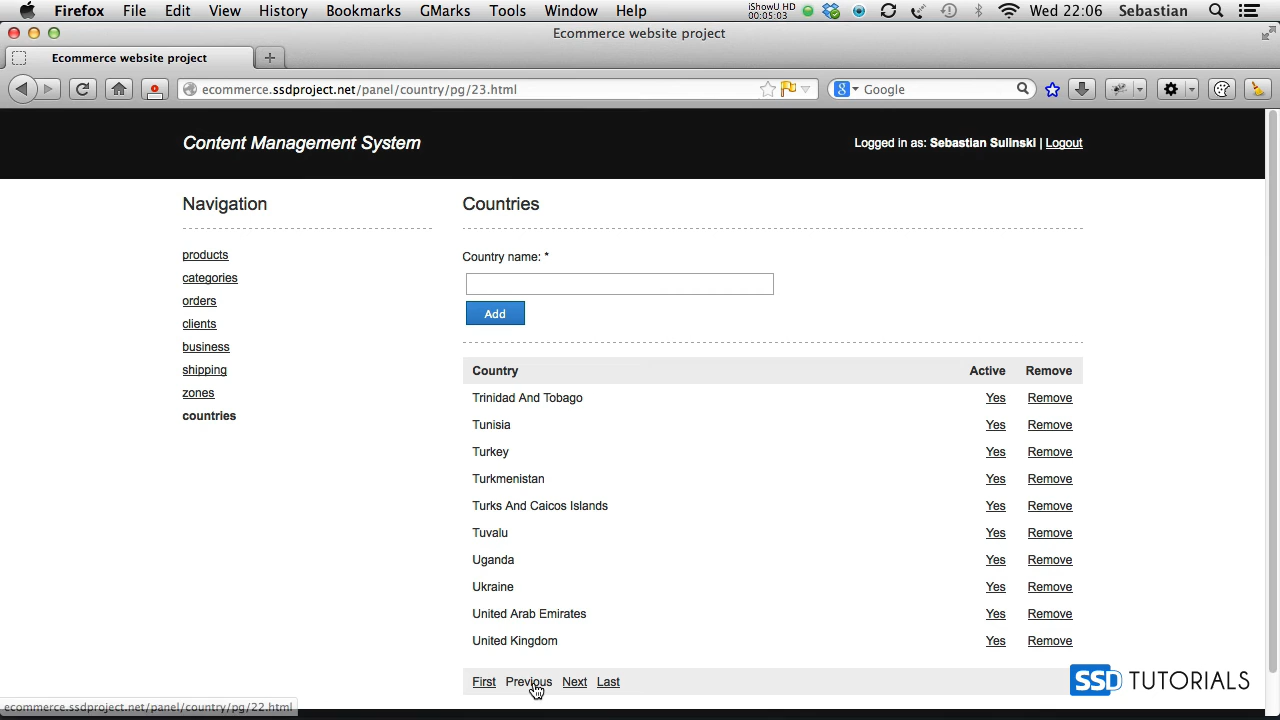 Firefox File Edit View History Bookmarks GMarks Tools Window Help iShowU HD 00:05:03 Wed 22:06 Sebastian
Ecommerce website project
Ecommerce website project
ecommerce.ssdproject.net/panel/country/pg/23.html Google
Content Management System
Logged in as: Sebastian Sulinski | Logout
Navigation
products
categories
orders
clients
business
shipping
zones
countries
Countries
Country name: *
Add
Country Active Remove
Trinidad And Tobago Yes Remove
Tunisia Yes Remove
Turkey Yes Remove
Turkmenistan Yes Remove
Turks And Caicos Islands Yes Remove
Tuvalu Yes Remove
Uganda Yes Remove
Ukraine Yes Remove
United Arab Emirates Yes Remove
United Kingdom Yes Remove
First Previous Next Last
SSD TUTORIALS
ecommerce.ssdproject.net/panel/country/pg/22.html